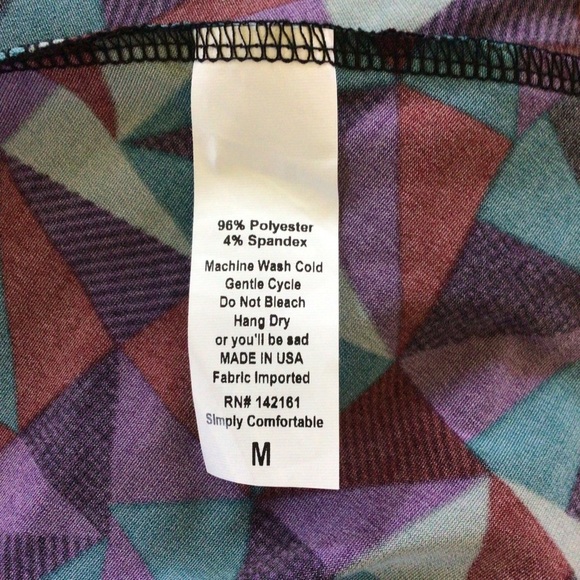 96% Polyester
4% Spandex
Machine Wash Cold
Gentle Cycle
Do Not Bleach
Hang Dry
or you'll be sad
MADE IN USA
Fabric Imported
RN# 142161
Simply Comfortable
M